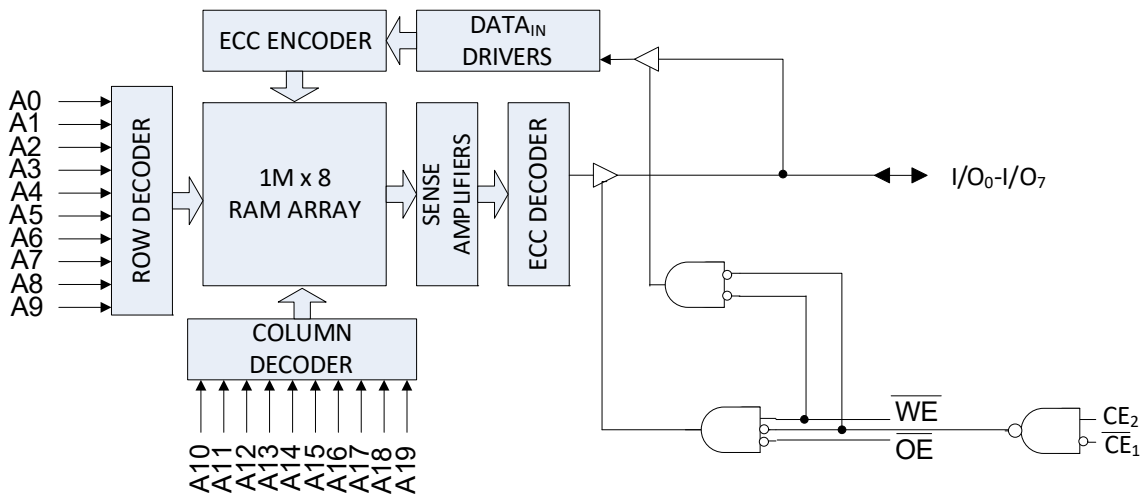 ECC ENCODER
DATAIN
DRIVERS
A0
A1
A2
A3
A4
A5
A6
A7
A8
A9
ROW DECODER
1M x 8
RAM ARRAY
SENSE
AMPLIFIERS
ECC DECODER
I/O0-I/O7
COLUMN
DECODER
A10
A11
A12
A13
A14
A15
A16
A17
A18
A19
WE
OE
CE2
CE1